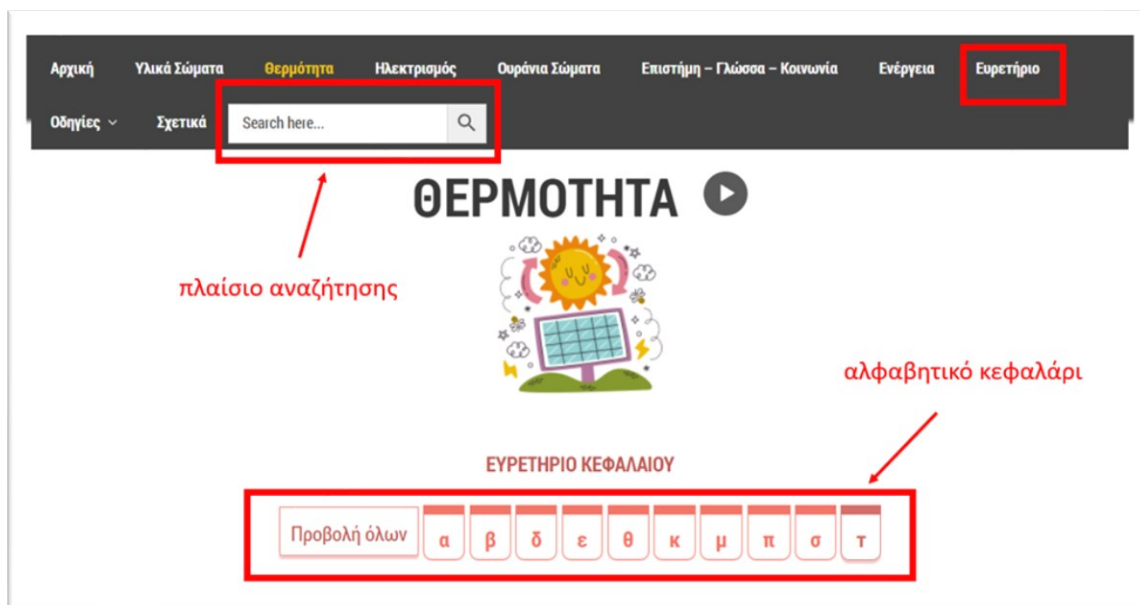 Αρχική Υλικά Σώματα Θερμότητα Ηλεκτρισμός Ουράνια Σώματα Επιστήμη – Γλώσσα – Κοινωνία Ενέργεια Ευρετήριο
Οδηγίες Σχετικά Search here...
ΘΕΡΜΟΤΗΤΑ
πλαίσιο αναζήτησης
αλφαβητικό κεφαλάρι
ΕΥΡΕΤΗΡΙΟ ΚΕΦΑΛΑΙΟΥ
Προβολή όλων α β δ ε θ κ μ π σ τ